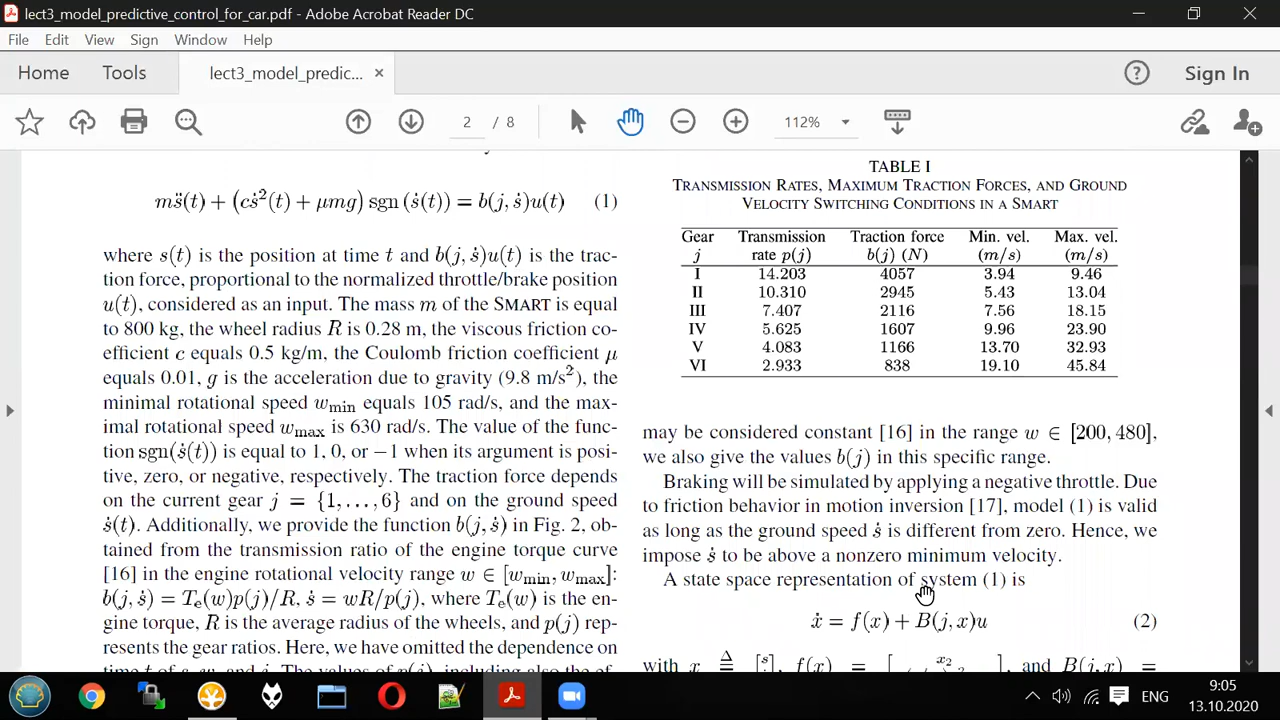 lect3_model_predictive_control_for_car.pdf - Adobe Acrobat Reader DC
File Edit View Sign Window Help
Home Tools lect3_model_predic... × Sign In
2 / 8 112%
ms̈(t) + (cṡ²(t) + μmg) sgn (ṡ(t)) = b(j, ṡ)u(t) (1)
where s(t) is the position at time t and b(j, ṡ)u(t) is the trac-
tion force, proportional to the normalized throttle/brake position
u(t), considered as an input. The mass m of the SMART is equal
to 800 kg, the wheel radius R is 0.28 m, the viscous friction co-
efficient c equals 0.5 kg/m, the Coulomb friction coefficient μ
equals 0.01, g is the acceleration due to gravity (9.8 m/s²), the
minimal rotational speed wmin equals 105 rad/s, and the max-
imal rotational speed wmax is 630 rad/s. The value of the func-
tion sgn(ṡ(t)) is equal to 1, 0, or −1 when its argument is posi-
tive, zero, or negative, respectively. The traction force depends
on the current gear j = {1, . . . , 6} and on the ground speed
ṡ(t). Additionally, we provide the function b(j, ṡ) in Fig. 2, ob-
tained from the transmission ratio of the engine torque curve
[16] in the engine rotational velocity range w ∈ [wmin, wmax]:
b(j, ṡ) = Te(w)p(j)/R, ṡ = wR/p(j), where Te(w) is the en-
gine torque, R is the average radius of the wheels, and p(j) rep-
resents the gear ratios. Here, we have omitted the dependence on
TABLE I
TRANSMISSION RATES, MAXIMUM TRACTION FORCES, AND GROUND
VELOCITY SWITCHING CONDITIONS IN A SMART
Gear Transmission Traction force Min. vel. Max. vel.
j rate p(j) b(j) (N) (m/s) (m/s)
I 14.203 4057 3.94 9.46
II 10.310 2945 5.43 13.04
III 7.407 2116 7.56 18.15
IV 5.625 1607 9.96 23.90
V 4.083 1166 13.70 32.93
VI 2.933 838 19.10 45.84
may be considered constant [16] in the range w ∈ [200, 480],
we also give the values b(j) in this specific range.
Braking will be simulated by applying a negative throttle. Due
to friction behavior in motion inversion [17], model (1) is valid
as long as the ground speed ṡ is different from zero. Hence, we
impose ṡ to be above a nonzero minimum velocity.
A state space representation of system (1) is
ẋ = f(x) + B(j, x)u (2)
with x ≜ [s], f(x) = [ x₂ ], and B(j, x) =
ENG
9:05
13.10.2020